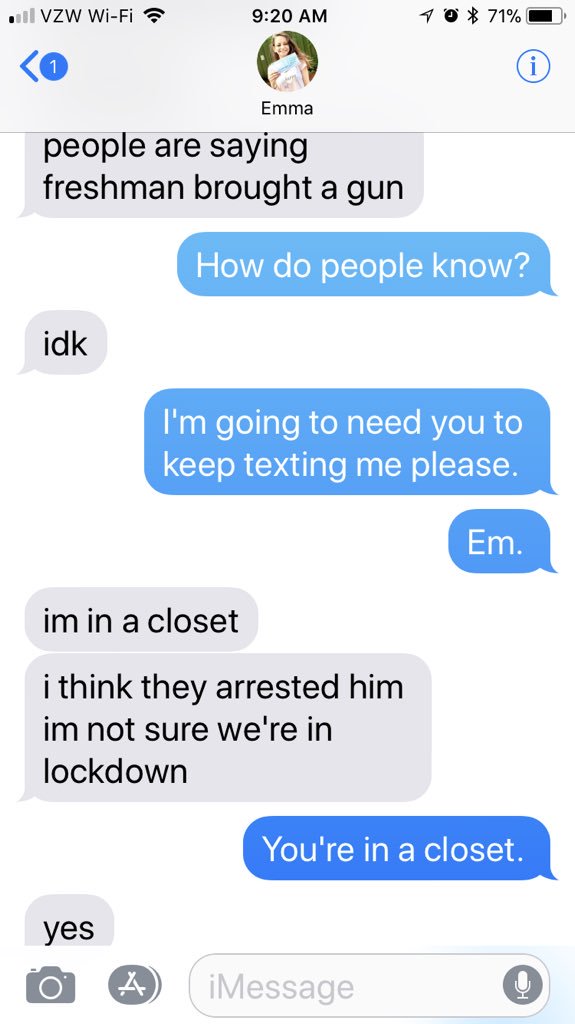 VZW Wi-Fi 9:20 AM 71%
1
Emma
people are saying
freshman brought a gun
How do people know?
idk
I'm going to need you to
keep texting me please.
Em.
im in a closet
i think they arrested him
im not sure we're in
lockdown
You're in a closet.
yes
iMessage